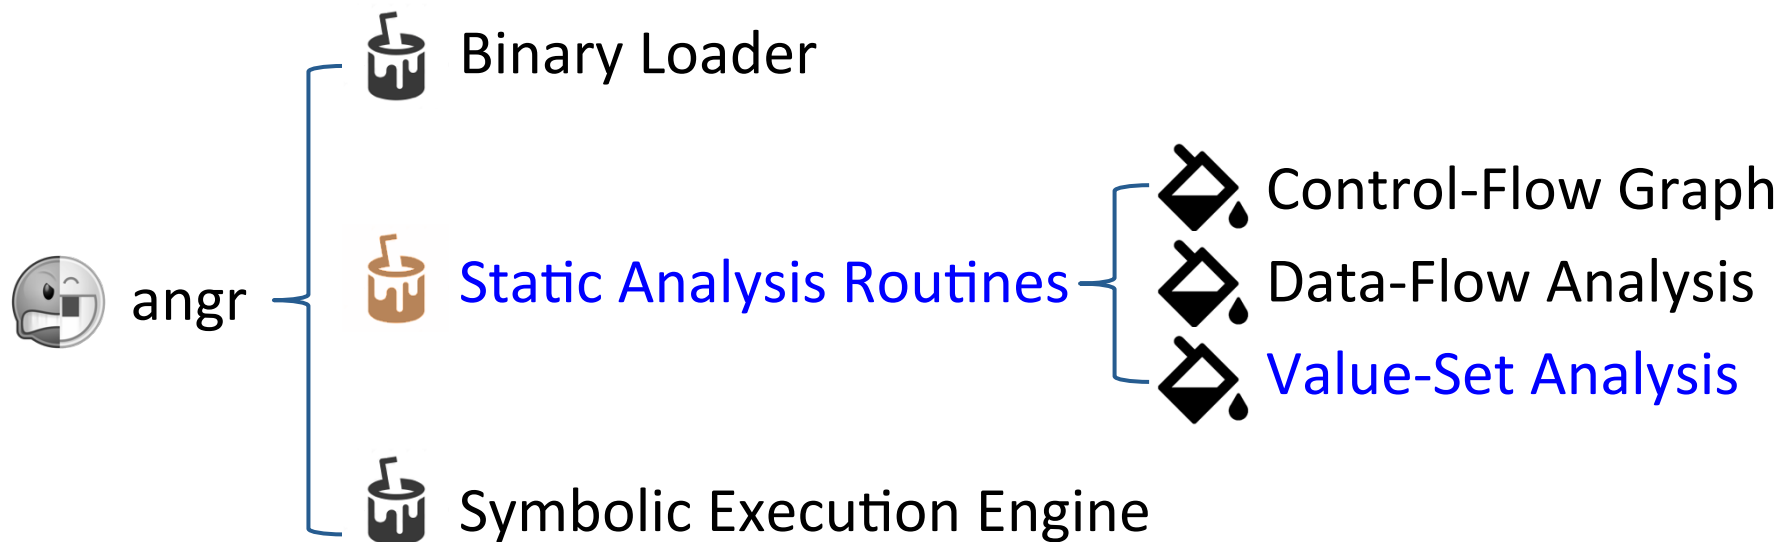 angr
Binary Loader
Static Analysis Routines
Symbolic Execution Engine
Control-Flow Graph
Data-Flow Analysis
Value-Set Analysis